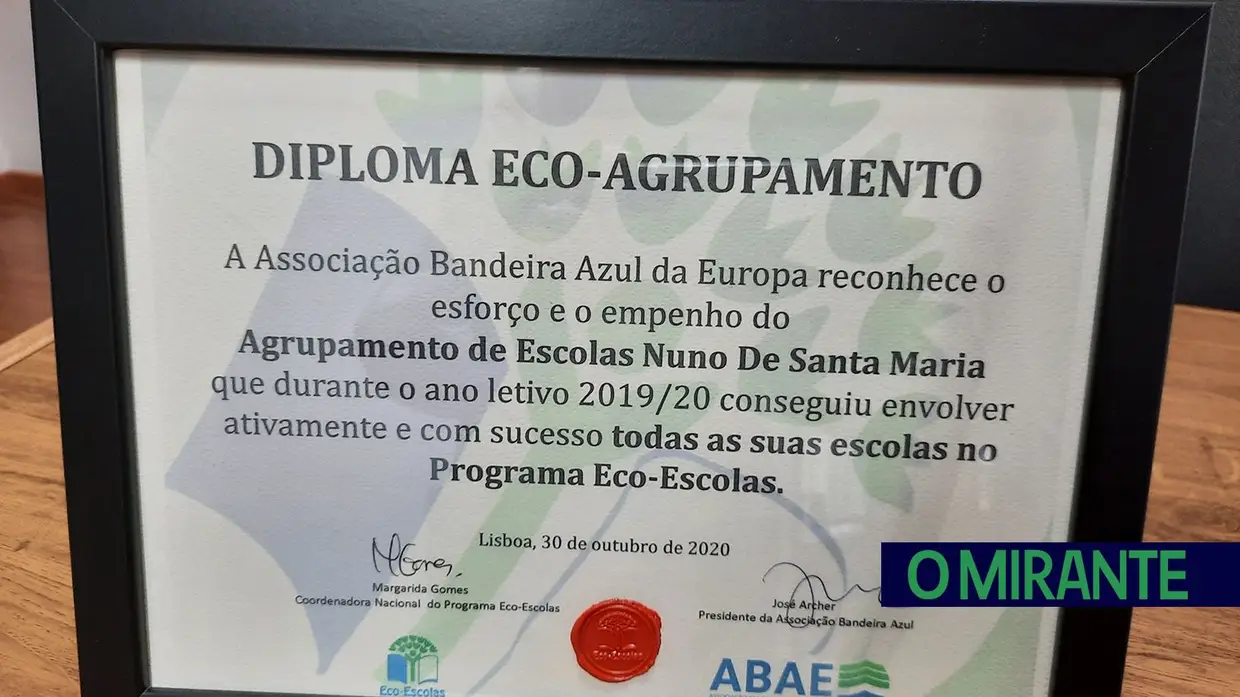 DIPLOMA ECO-AGRUPAMENTO
A Associação Bandeira Azul da Europa reconhece o
esforço e o empenho do
Agrupamento de Escolas Nuno De Santa Maria
que durante o ano letivo 2019/20 conseguiu envolver
ativamente e com sucesso todas as suas escolas no
Programa Eco-Escolas.
Lisboa, 30 de outubro de 2020
MGomes
Margarida Gomes
Coordenadora Nacional do Programa Eco-Escolas
José Archer
Presidente da Associação Bandeira Azul
O MIRANTE
Eco-Escolas
Eco-Escolas
ABAE